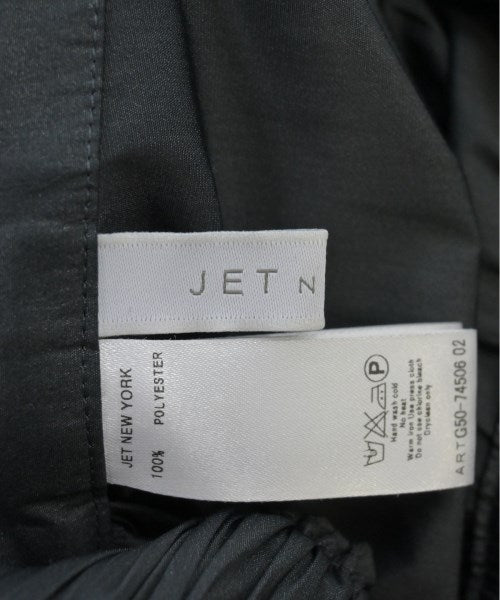 JET N
JET NEW YORK
100% POLYESTER
P
Hand wash cold
No heat
Warm iron Use press cloth
Do not use chlorine bleach
Dryclean only
ART G50-74506 02